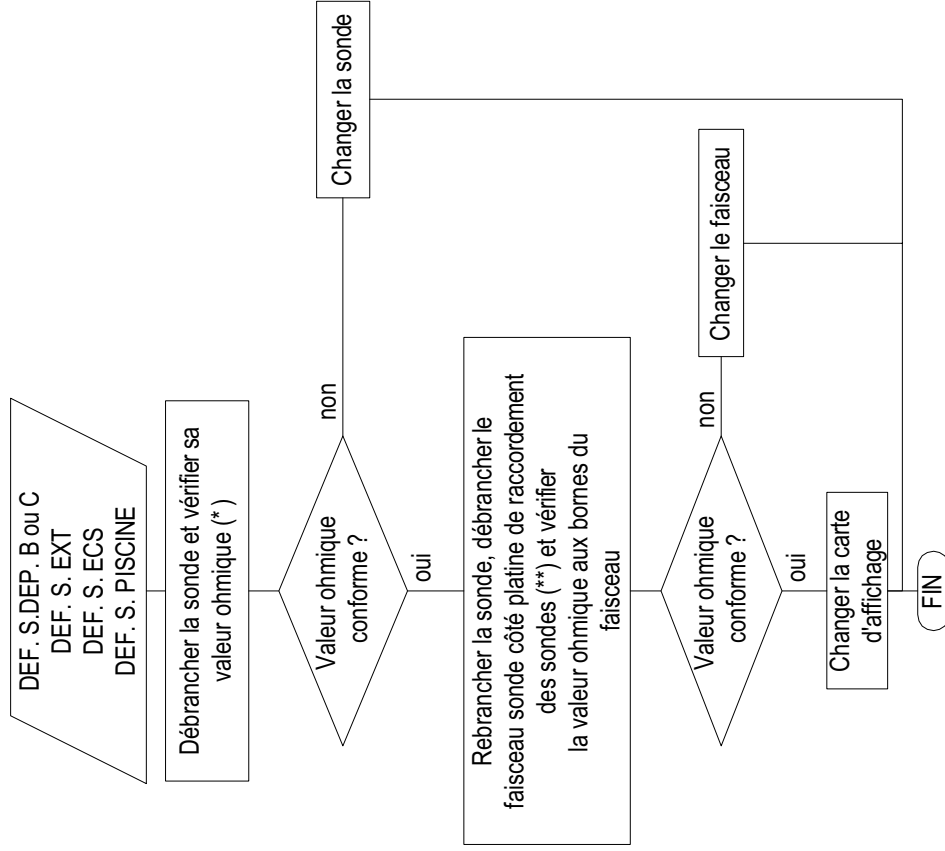 DEF. S.DEP. B ou C
DEF. S. EXT
DEF. S. ECS
DEF. S. PISCINE
Débrancher la sonde et vérifier sa
valeur ohmique (* )
Valeur ohmique
conforme ?
non
Changer la sonde
oui
Rebrancher la sonde, débrancher le
faisceau sonde côté platine de raccordement
des sondes (**) et vérifier
la valeur ohmique aux bornes du
faisceau
Valeur ohmique
conforme ?
non
Changer le faisceau
oui
Changer la carte
d'affichage
FIN